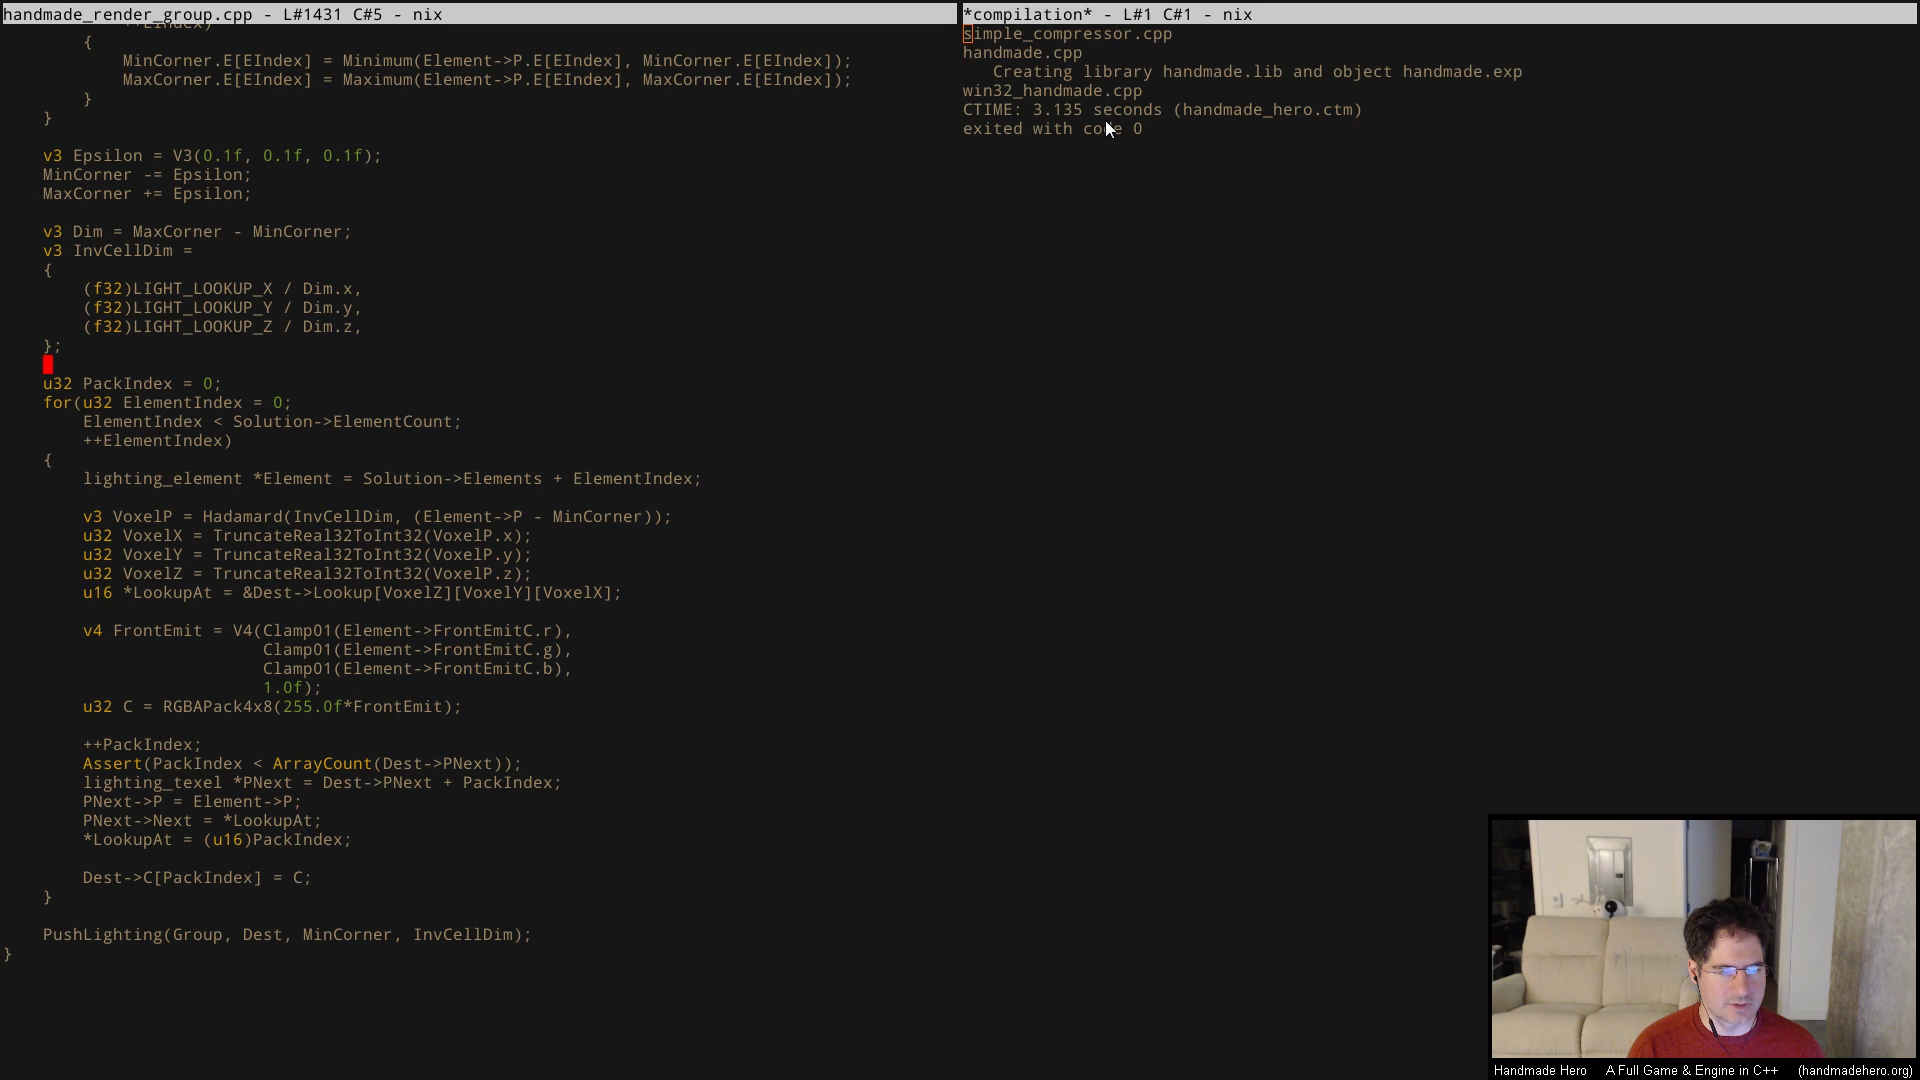 handmade_render_group.cpp - L#1431 C#5 - nix
++EIndex)
        {
            MinCorner.E[EIndex] = Minimum(Element->P.E[EIndex], MinCorner.E[EIndex]);
            MaxCorner.E[EIndex] = Maximum(Element->P.E[EIndex], MaxCorner.E[EIndex]);
        }
    }
    v3 Epsilon = V3(0.1f, 0.1f, 0.1f);
    MinCorner -= Epsilon;
    MaxCorner += Epsilon;
    v3 Dim = MaxCorner - MinCorner;
    v3 InvCellDim =
    {
        (f32)LIGHT_LOOKUP_X / Dim.x,
        (f32)LIGHT_LOOKUP_Y / Dim.y,
        (f32)LIGHT_LOOKUP_Z / Dim.z,
    };
    u32 PackIndex = 0;
    for(u32 ElementIndex = 0;
        ElementIndex < Solution->ElementCount;
        ++ElementIndex)
    {
        lighting_element *Element = Solution->Elements + ElementIndex;
        v3 VoxelP = Hadamard(InvCellDim, (Element->P - MinCorner));
        u32 VoxelX = TruncateReal32ToInt32(VoxelP.x);
        u32 VoxelY = TruncateReal32ToInt32(VoxelP.y);
        u32 VoxelZ = TruncateReal32ToInt32(VoxelP.z);
        u16 *LookupAt = &Dest->Lookup[VoxelZ][VoxelY][VoxelX];
        v4 FrontEmit = V4(Clamp01(Element->FrontEmitC.r),
                          Clamp01(Element->FrontEmitC.g),
                          Clamp01(Element->FrontEmitC.b),
                          1.0f);
        u32 C = RGBAPack4x8(255.0f*FrontEmit);
        ++PackIndex;
        Assert(PackIndex < ArrayCount(Dest->PNext));
        lighting_texel *PNext = Dest->PNext + PackIndex;
        PNext->P = Element->P;
        PNext->Next = *LookupAt;
        *LookupAt = (u16)PackIndex;
        Dest->C[PackIndex] = C;
    }
    PushLighting(Group, Dest, MinCorner, InvCellDim);
}
*compilation* - L#1 C#1 - nix
simple_compressor.cpp
handmade.cpp
   Creating library handmade.lib and object handmade.exp
win32_handmade.cpp
CTIME: 3.135 seconds (handmade_hero.ctm)
exited with code 0
Handmade Hero A Full Game & Engine in C++ (handmadehero.org)